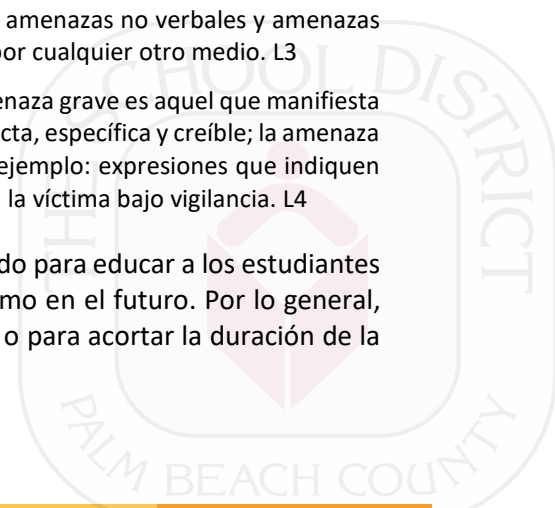 amenazas no verbales y amenazas
por cualquier otro medio. L3
enaza grave es aquel que manifiesta
cta, específica y creíble; la amenaza
ejemplo: expresiones que indiquen
la víctima bajo vigilancia. L4
do para educar a los estudiantes
mo en el futuro. Por lo general,
o para acortar la duración de la
THE SCHOOL DISTRICT
PALM BEACH COUNTY